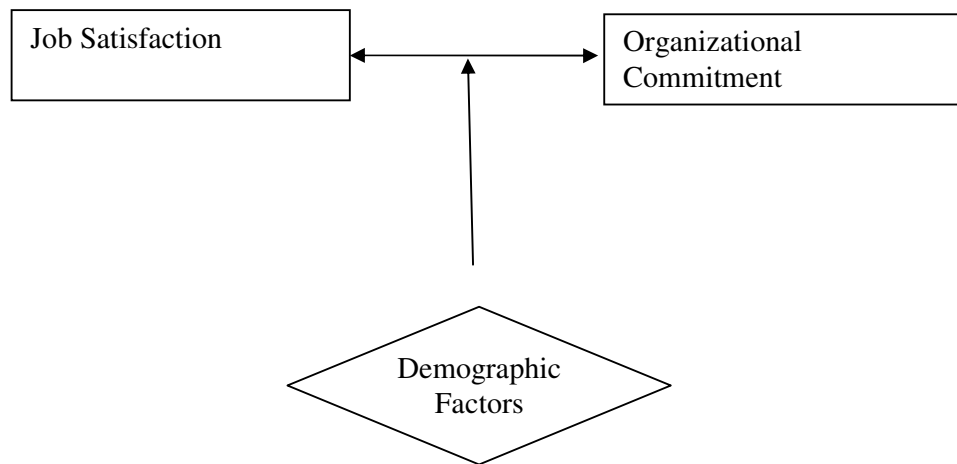 Job Satisfaction
Organizational
Commitment
Demographic
Factors